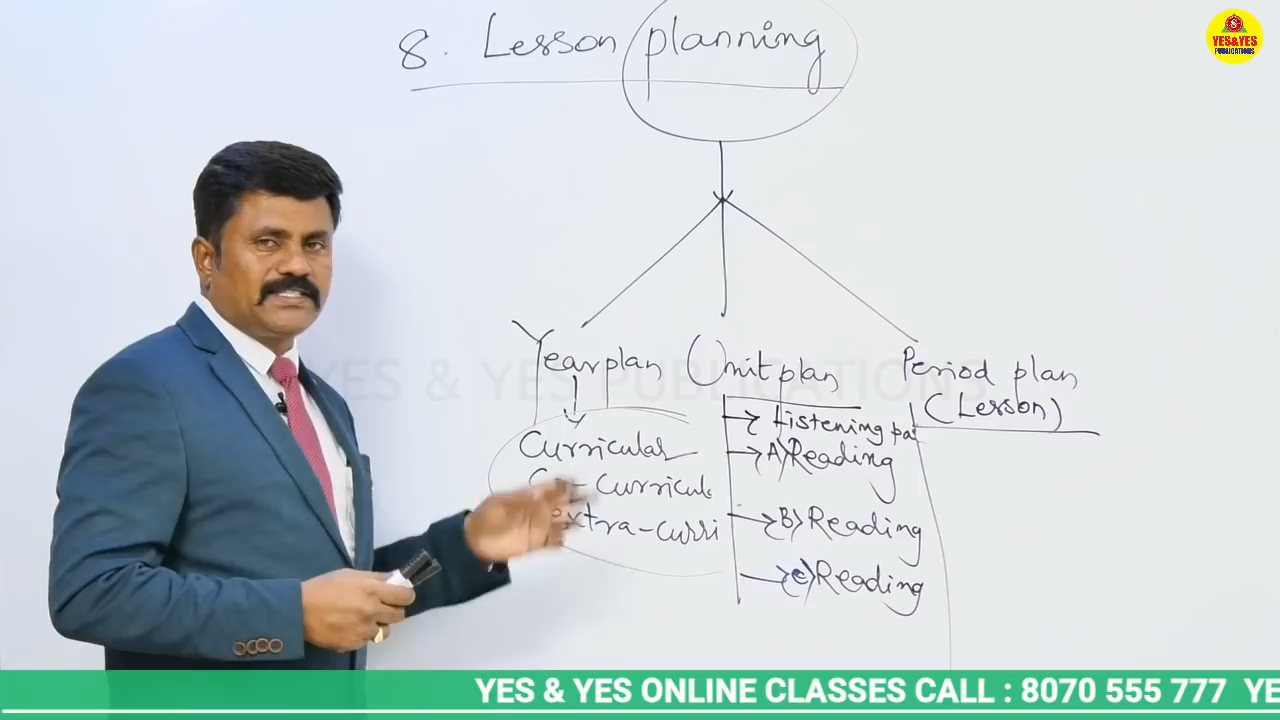 8. Lesson planning
Year plan
Unit plan
Period plan
(Lesson)
Curricular
Co-curricul
extra-curri
Listening pa
A) Reading
B) Reading
C) Reading
YES & YES PUBLICATIONS
YES&YES
PUBLICATIONS
YES & YES ONLINE CLASSES CALL : 8070 555 777 YE